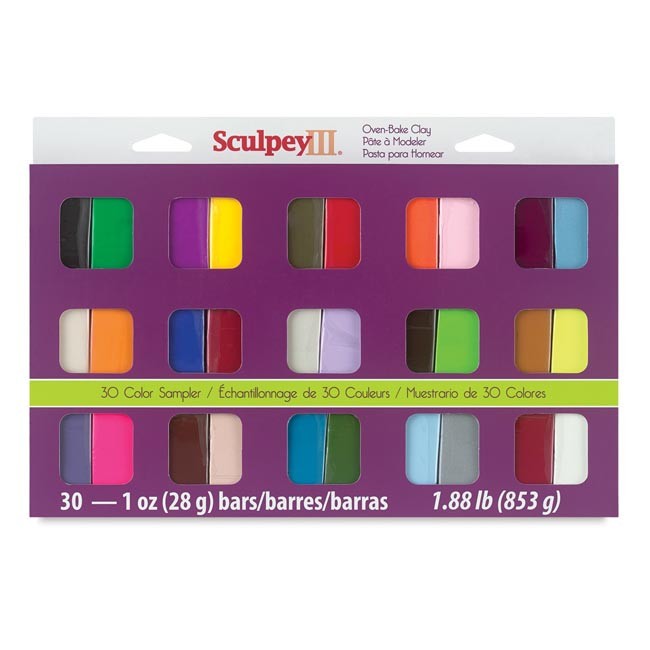 SculpeyIII®
Oven-Bake Clay
Pâte à Modeler
Pasta para Hornear
30 Color Sampler / Échantillonnage de 30 Couleurs / Muestrario de 30 Colores
30 — 1 oz (28 g) bars/barres/barras
1.88 lb (853 g)